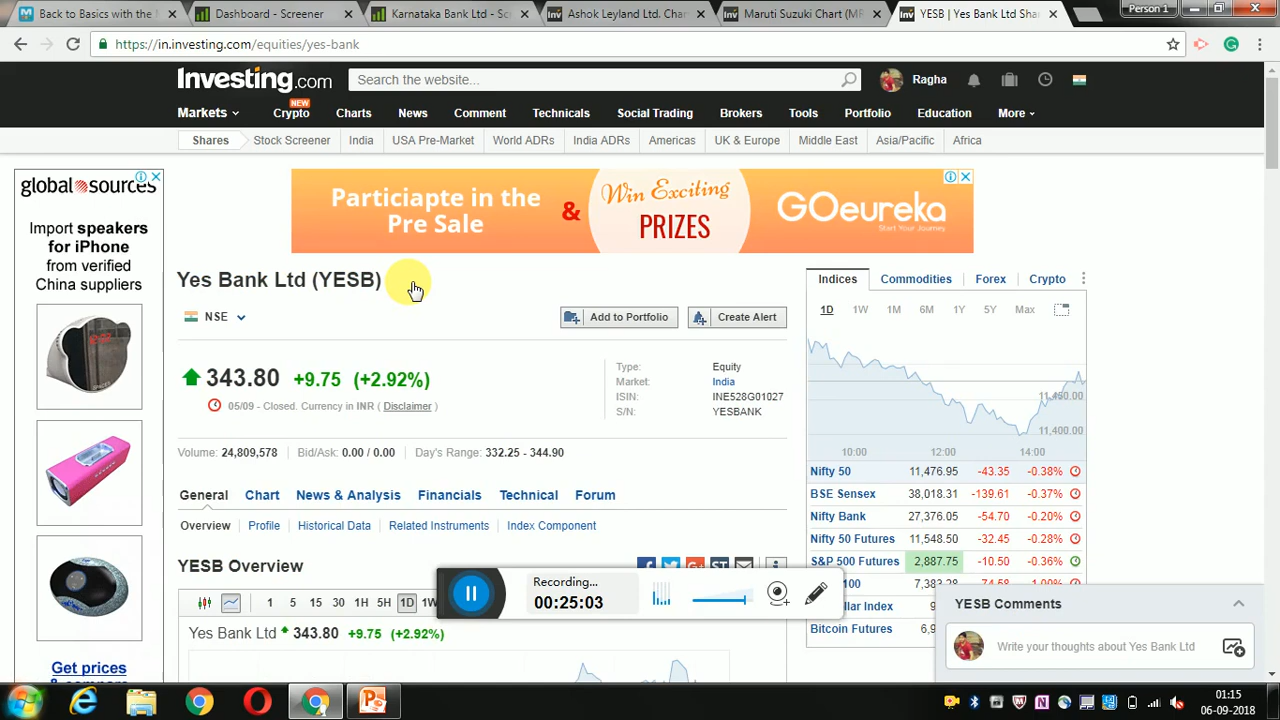 Back to Basics with the M
Dashboard - Screener
Karnataka Bank Ltd - Sc
Ashok Leyland Ltd. Char
Maruti Suzuki Chart (MR
YESB | Yes Bank Ltd Sha
Person 1
https://in.investing.com/equities/yes-bank
Investing.com
Search the website...
Ragha
Markets
NEW
Crypto
Charts
News
Comment
Technicals
Social Trading
Brokers
Tools
Portfolio
Education
More
Shares
Stock Screener
India
USA Pre-Market
World ADRs
India ADRs
Americas
UK & Europe
Middle East
Asia/Pacific
Africa
global sources
Import speakers
for iPhone
from verified
China suppliers
Get prices
Particiapte in the
Pre Sale
&
Win Exciting
PRIZES
GOeureka
Start Your Journey
Yes Bank Ltd (YESB)
NSE
Add to Portfolio
Create Alert
343.80 +9.75 (+2.92%)
05/09 - Closed. Currency in INR ( Disclaimer )
Type: Equity
Market: India
ISIN: INE528G01027
S/N: YESBANK
Volume: 24,809,578 Bid/Ask: 0.00 / 0.00 Day's Range: 332.25 - 344.90
General Chart News & Analysis Financials Technical Forum
Overview Profile Historical Data Related Instruments Index Component
YESB Overview
1 5 15 30 1H 5H 1D 1W
Yes Bank Ltd 343.80 +9.75 (+2.92%)
Recording...
00:25:03
Indices Commodities Forex Crypto
1D 1W 1M 6M 1Y 5Y Max
11,450.00
11,400.00
10:00 12:00 14:00
Nifty 50 11,476.95 -43.35 -0.38%
BSE Sensex 38,018.31 -139.61 -0.37%
Nifty Bank 27,376.05 -54.70 -0.20%
Nifty 50 Futures 11,548.50 -32.45 -0.28%
S&P 500 Futures 2,887.75 -10.50 -0.36%
100
llar Index
Bitcoin Futures
YESB Comments
Write your thoughts about Yes Bank Ltd
01:15
06-09-2018